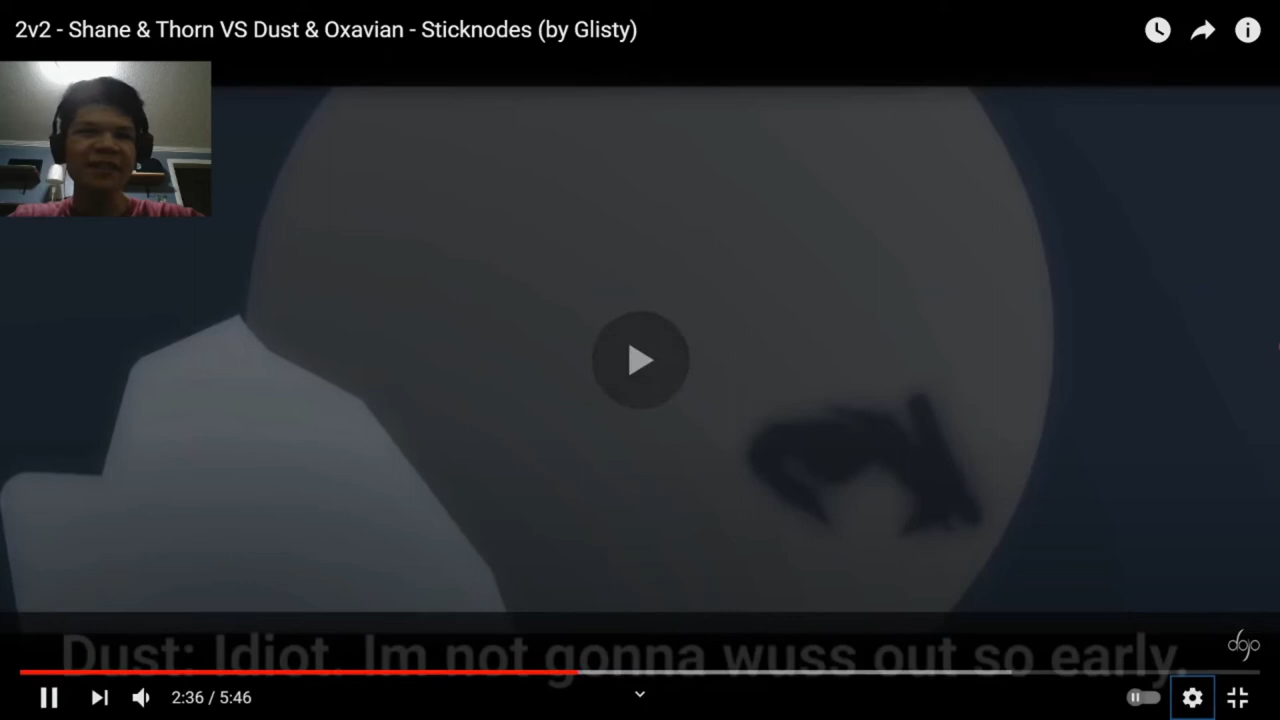 2v2 - Shane & Thorn VS Dust & Oxavian - Sticknodes (by Glisty)
dojo
Dust: Idiot. Im not gonna wuss out so early.
2:36 / 5:46